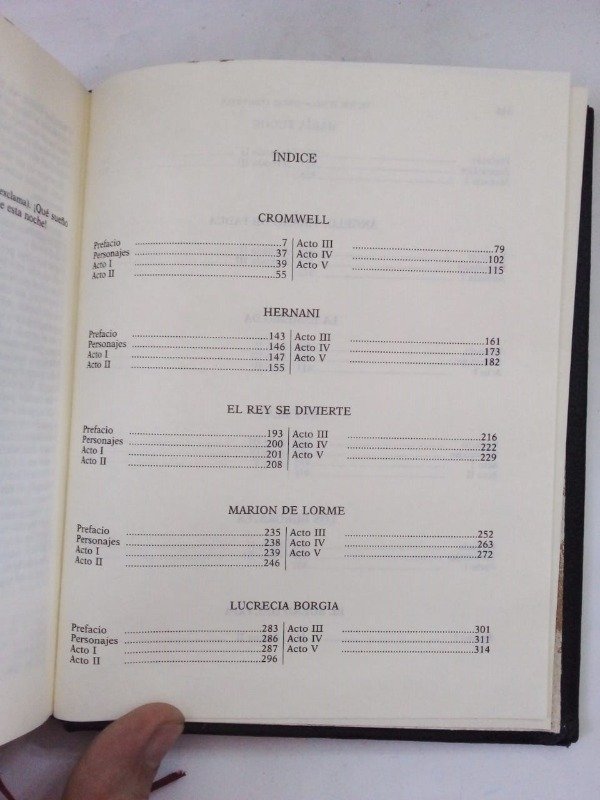 esclama). ¡Qué sueño
e esta noche!
ÍNDICE
CROMWELL
Prefacio ........ 7
Personajes ........ 37
Acto I ........ 39
Acto II ........ 55
Acto III ........ 79
Acto IV ........ 102
Acto V ........ 115
HERNANI
Prefacio ........ 143
Personajes ........ 146
Acto I ........ 147
Acto II ........ 155
Acto III ........ 161
Acto IV ........ 173
Acto V ........ 182
EL REY SE DIVIERTE
Prefacio ........ 193
Personajes ........ 200
Acto I ........ 201
Acto II ........ 208
Acto III ........ 216
Acto IV ........ 222
Acto V ........ 229
MARION DE LORME
Prefacio ........ 235
Personajes ........ 238
Acto I ........ 239
Acto II ........ 246
Acto III ........ 252
Acto IV ........ 263
Acto V ........ 272
LUCRECIA BORGIA
Prefacio ........ 283
Personajes ........ 286
Acto I ........ 287
Acto II ........ 296
Acto III ........ 301
Acto IV ........ 311
Acto V ........ 314